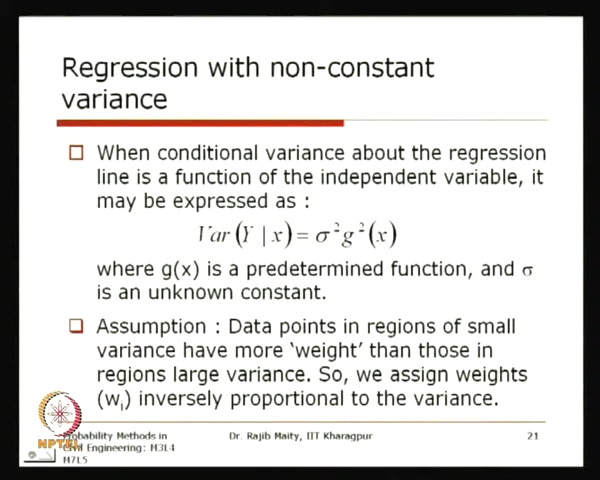 Regression with non-constant
variance
When conditional variance about the regression
line is a function of the independent variable, it
may be expressed as :
Var (Y | x) = σ²g²(x)
where g(x) is a predetermined function, and σ
is an unknown constant.
Assumption : Data points in regions of small
variance have more ‘weight’ than those in
regions large variance. So, we assign weights
(wᵢ) inversely proportional to the variance.
Probability Methods in
Civil Engineering: M3L4
M7L5
Dr. Rajib Maity, IIT Kharagpur
21
NPTEL